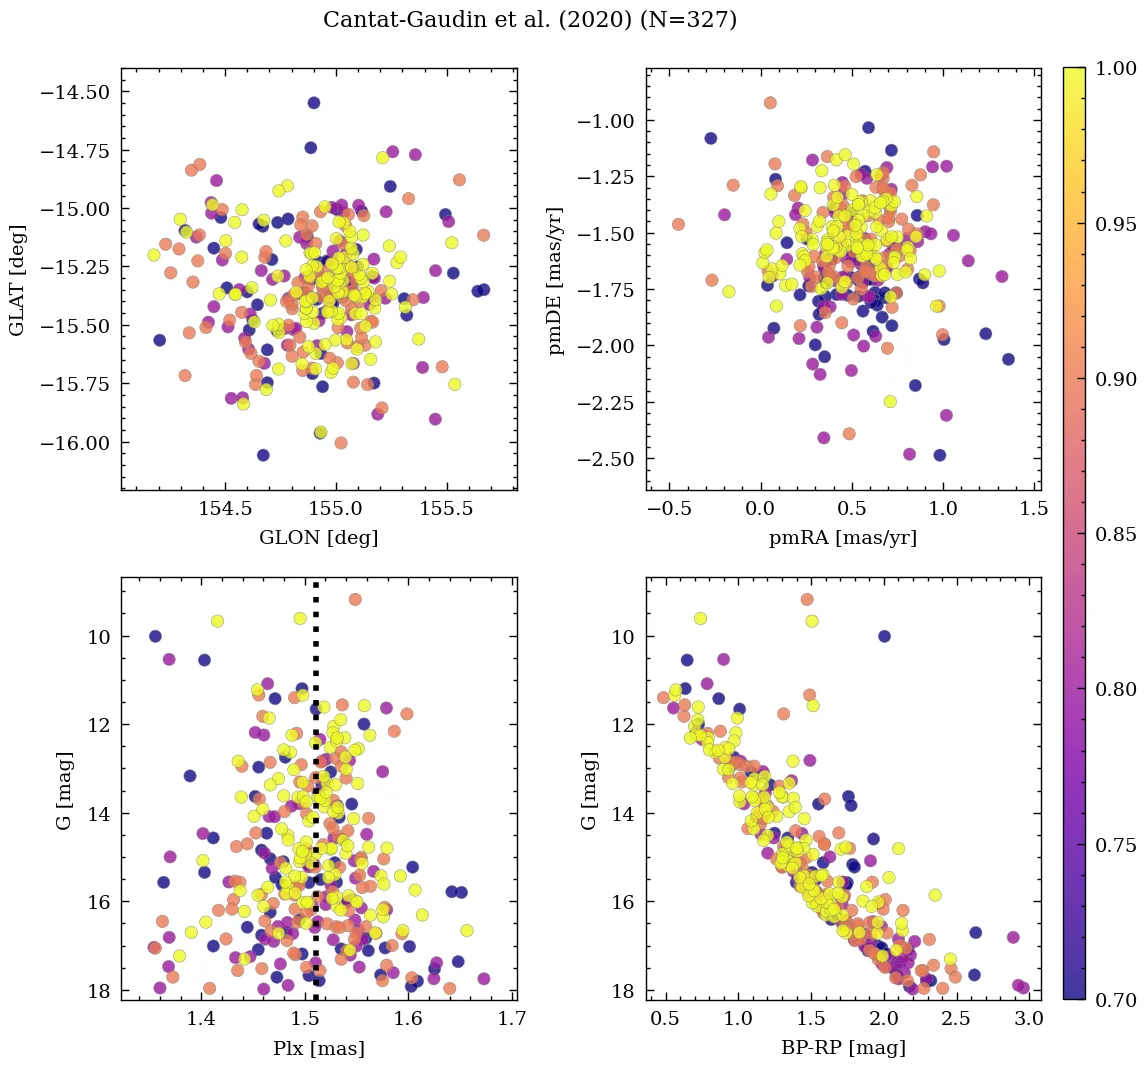 Cantat-Gaudin et al. (2020) (N=327)
−14.50
−14.75
−15.00
−15.25
−15.50
−15.75
−16.00
GLAT [deg]
154.5 155.0 155.5
GLON [deg]
−1.00
−1.25
−1.50
−1.75
−2.00
−2.25
−2.50
pmDE [mas/yr]
−0.5 0.0 0.5 1.0 1.5
pmRA [mas/yr]
10
12
14
16
18
G [mag]
1.4 1.5 1.6 1.7
Plx [mas]
10
12
14
16
18
G [mag]
0.5 1.0 1.5 2.0 2.5 3.0
BP-RP [mag]
1.00
0.95
0.90
0.85
0.80
0.75
0.70